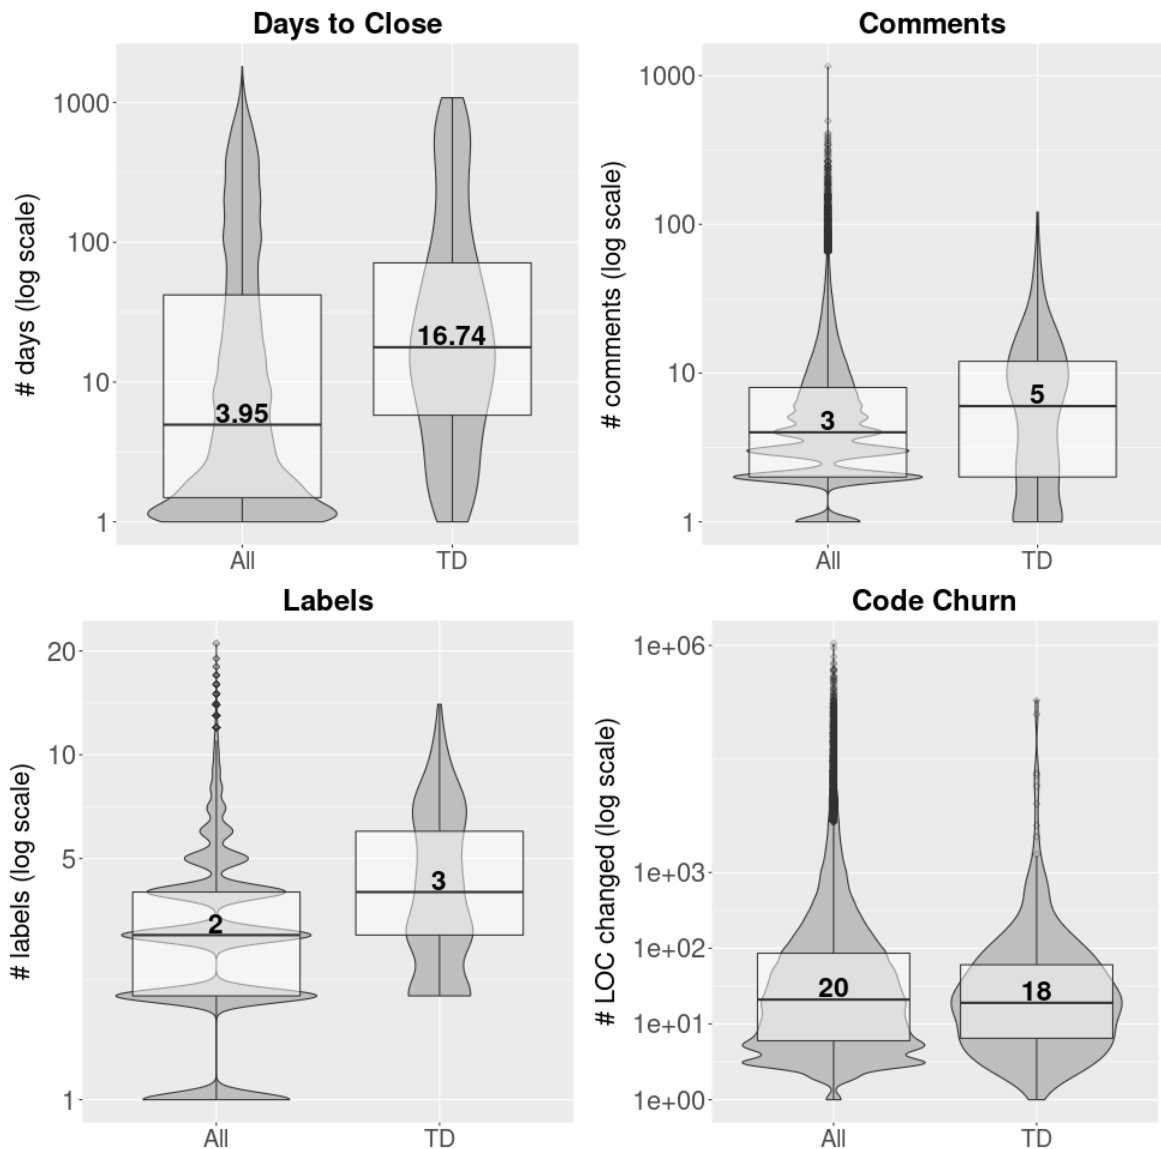 Days to Close
# days (log scale)
1000
100
10
1
3.95
16.74
All
TD
Comments
# comments (log scale)
1000
100
10
1
3
5
All
TD
Labels
# labels (log scale)
20
10
5
1
2
3
All
TD
Code Churn
# LOC changed (log scale)
1e+06
1e+03
1e+02
1e+01
1e+00
20
18
All
TD